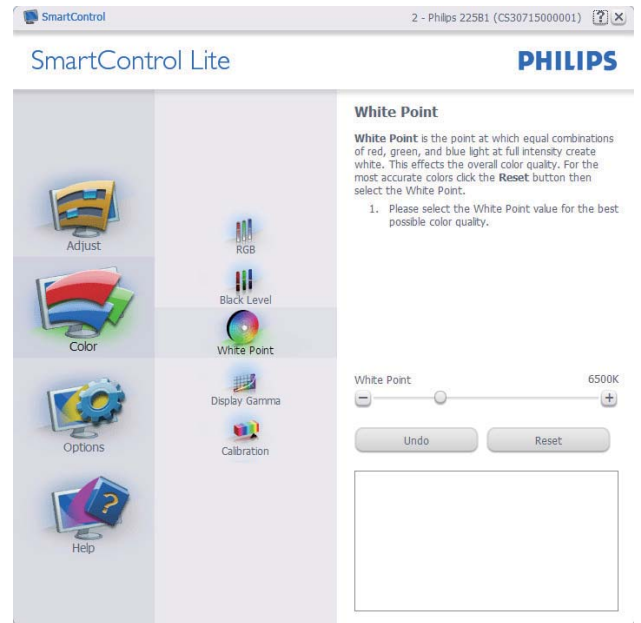 SmartControl
2 - Philips 225B1 (CS30715000001)
SmartControl Lite
PHILIPS
Adjust
Color
Options
Help
RGB
Black Level
White Point
Display Gamma
Calibration
White Point
White Point is the point at which equal combinations
of red, green, and blue light at full intensity create
white. This effects the overall color quality. For the
most accurate colors click the Reset button then
select the White Point.
1. Please select the White Point value for the best
possible color quality.
White Point 6500K
Undo Reset